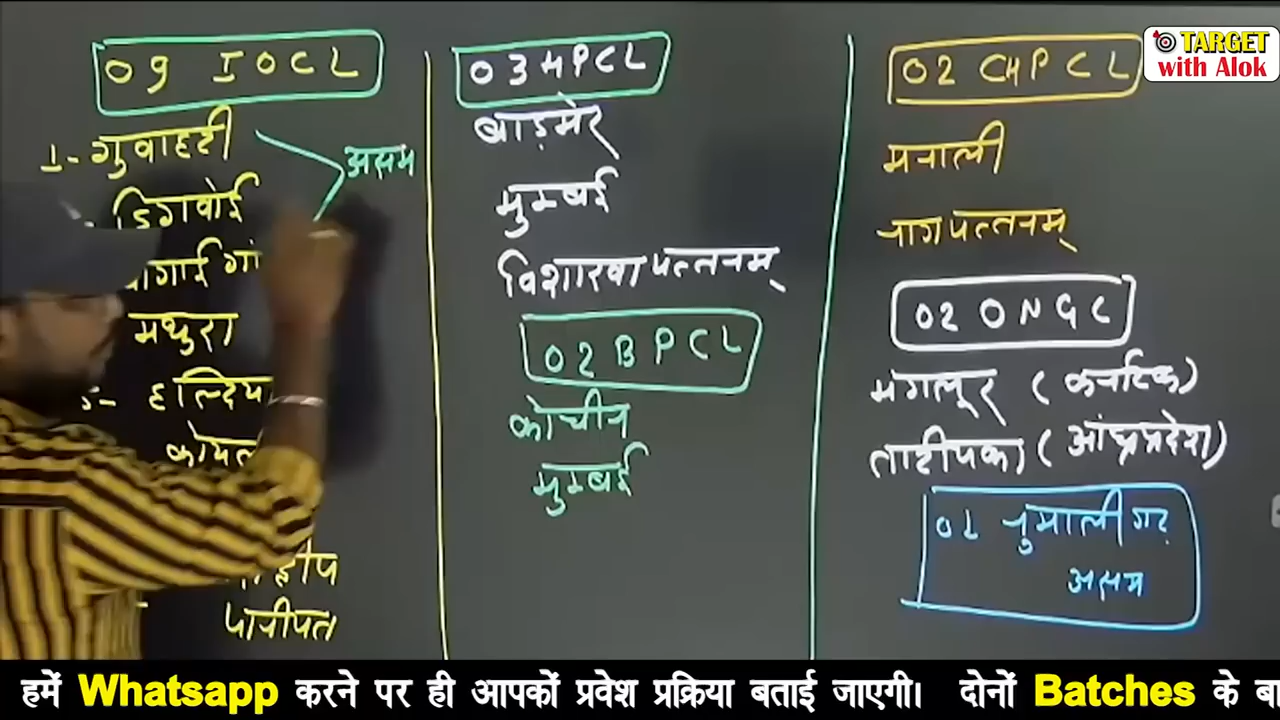 09 IOCL
1- गुवाहटी
असम
डिगबोई
मथुरा
5- हल्दिया
पानीपत
03 HPCL
बाड़मेर
मुम्बई
विशाखापत्तनम्
02 BPCL
कोचीन
मुम्बई
02 CHPCL
मनाली
नागपत्तनम्
02 ONGC
मंगलूर (कर्नाटक)
ताटीपका (आंध्रप्रदेश)
01 नुमालीगढ़
असम
TARGET
with Alok
हमें Whatsapp करने पर ही आपकों प्रवेश प्रक्रिया बताई जाएगी। दोनों Batches के